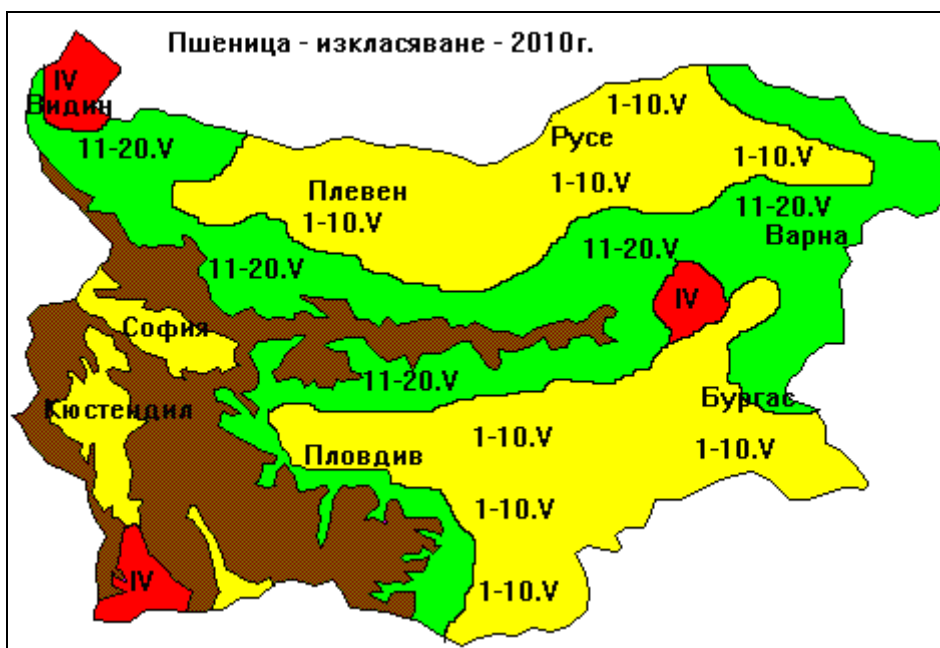 Пшеница - изкласяване - 2010г.
IV
Видин
1-10.V
11-20.V
Русе
1-10.V
Плевен
1-10.V
1-10.V
11-20.V
Варна
11-20.V
11-20.V
IV
София
11-20.V
Кюстендил
Бургас
1-10.V
1-10.V
Пловдив
1-10.V
IV
1-10.V